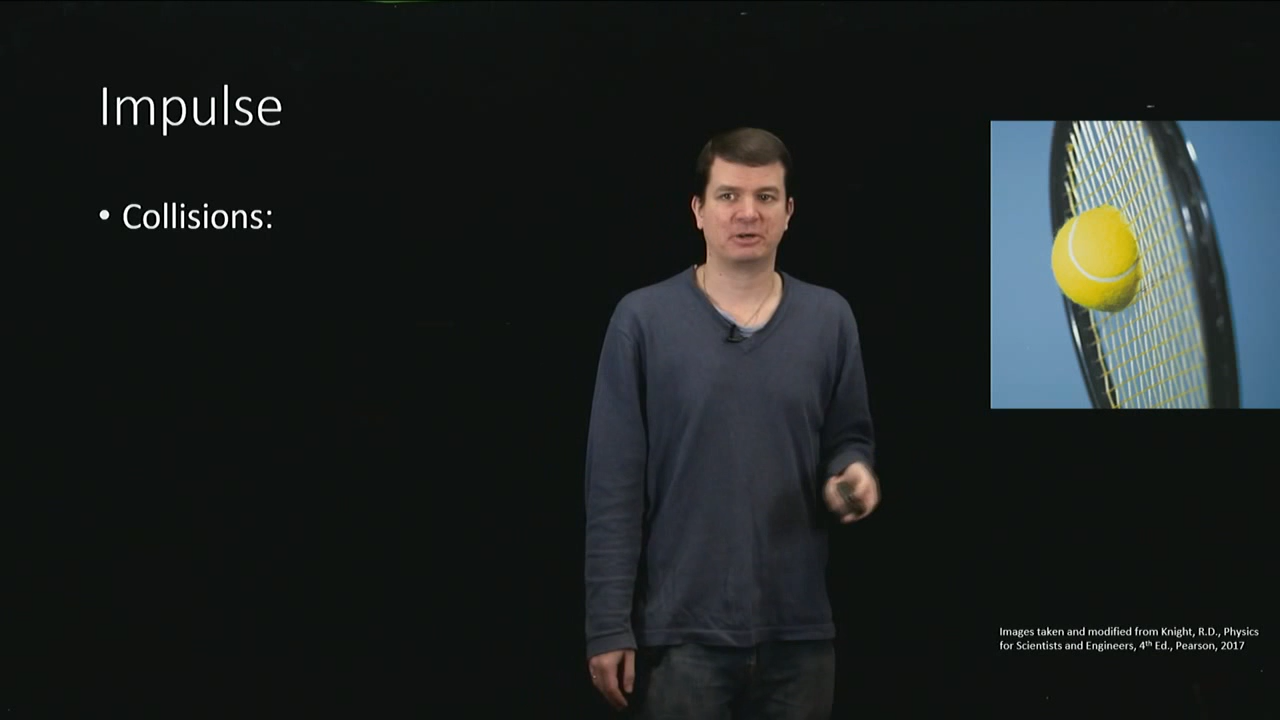 Impulse
• Collisions:
Images taken and modified from Knight, R.D., Physics
for Scientists and Engineers, 4th Ed., Pearson, 2017